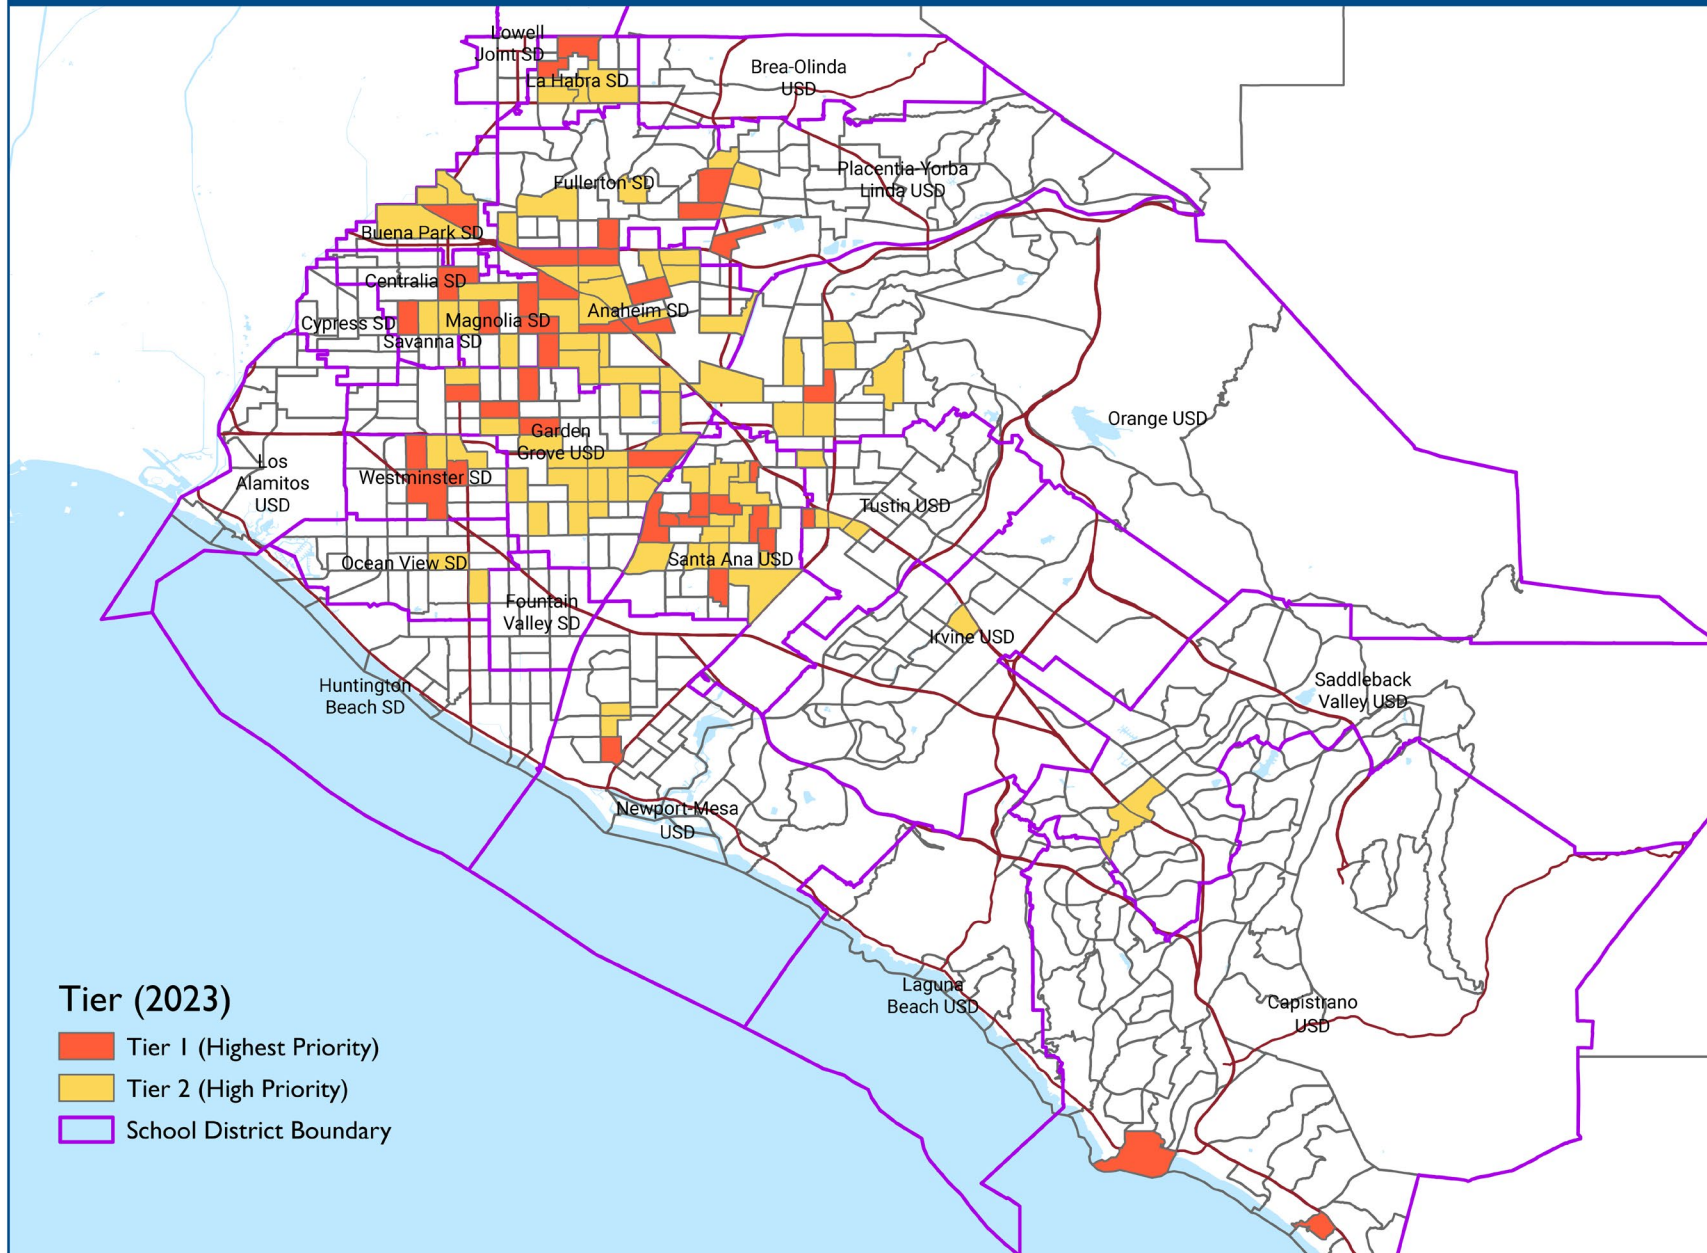 Lowell
Joint SD
La Habra SD
Brea-Olinda
USD
Fullerton SD
Placentia-Yorba
Linda USD
Buena Park SD
Centralia SD
Cypress SD
Magnolia SD
Anaheim SD
Savanna SD
Orange USD
Garden
Grove USD
Los
Alamitos
USD
Westminster SD
Tustin USD
Ocean View SD
Santa Ana USD
Fountain
Valley SD
Irvine USD
Huntington
Beach SD
Saddleback
Valley USD
Newport-Mesa
USD
Laguna
Beach USD
Capistrano
USD
Tier (2023)
Tier 1 (Highest Priority)
Tier 2 (High Priority)
School District Boundary